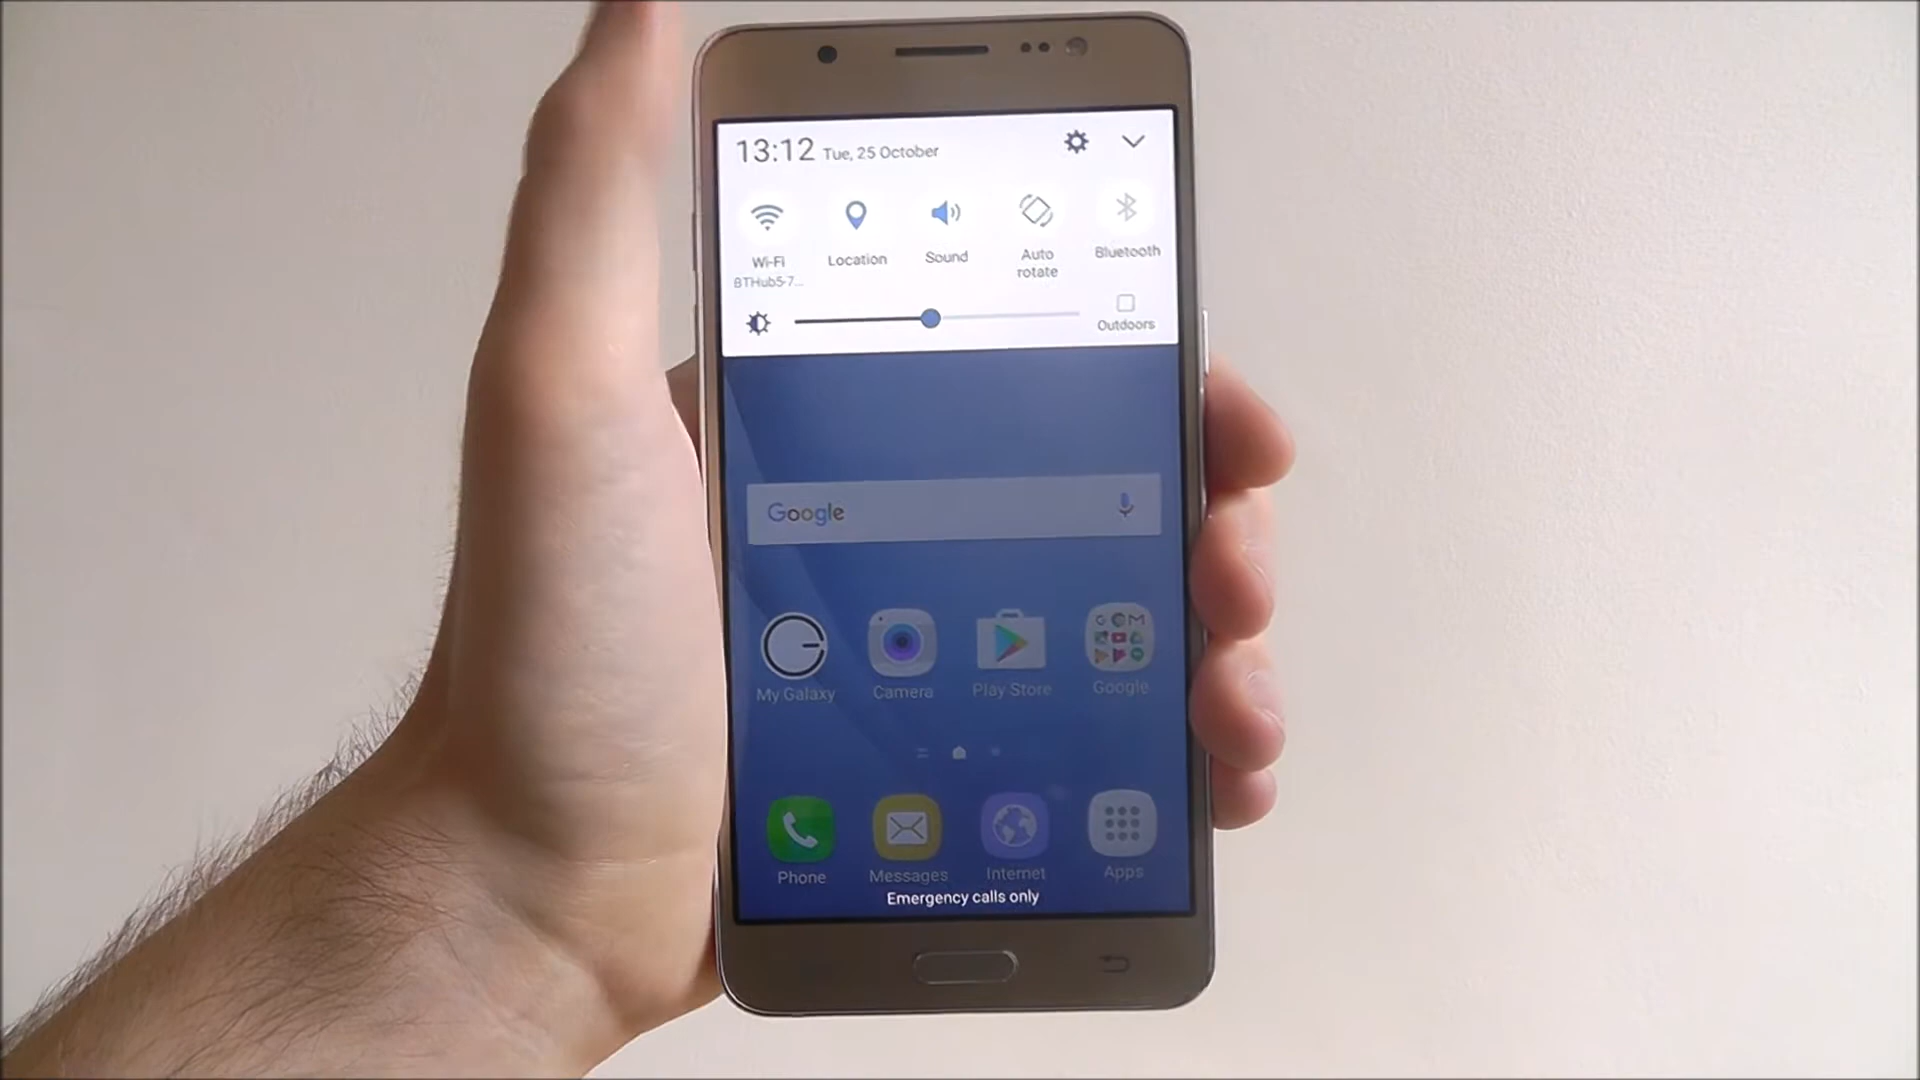 13:12 Tue, 25 October
Wi-Fi
BTHub5-7...
Location
Sound
Auto
rotate
Bluetooth
Outdoors
Google
My Galaxy
Camera
Play Store
Google
Phone
Messages
Internet
Apps
Emergency calls only